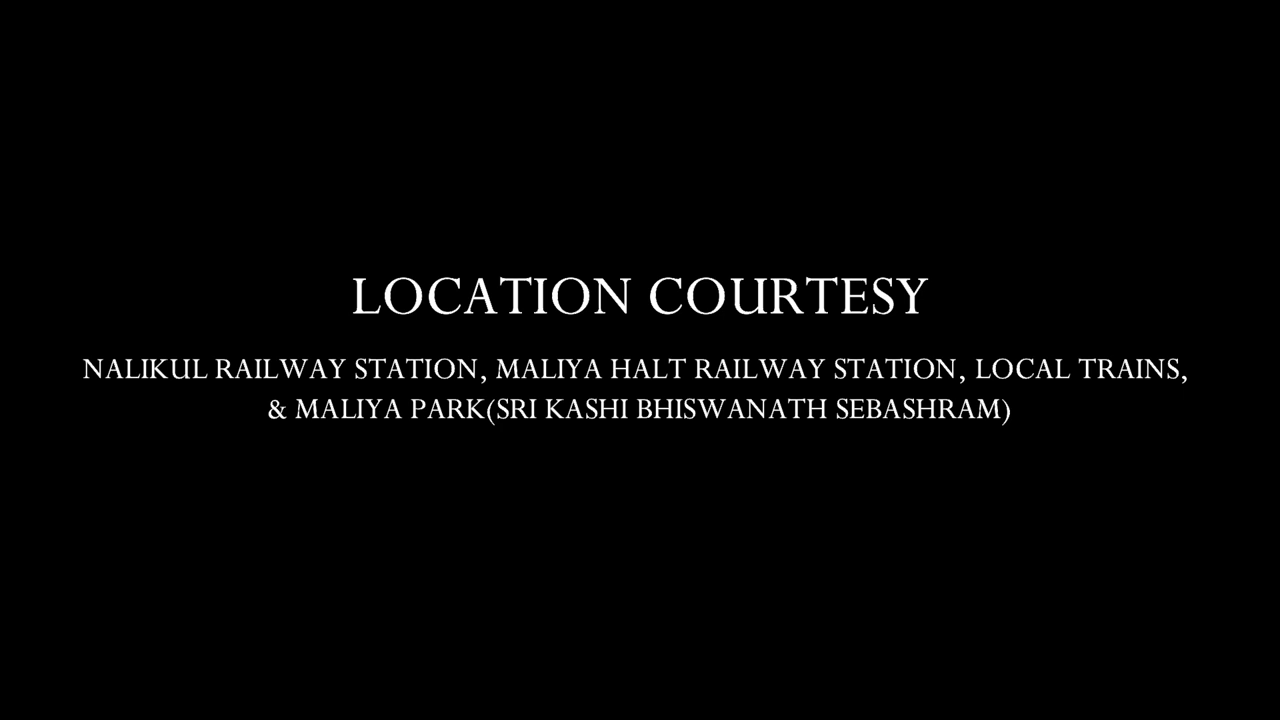 LOCATION COURTESY
NALIKUL RAILWAY STATION, MALIYA HALT RAILWAY STATION, LOCAL TRAINS,
& MALIYA PARK(SRI KASHI BHISWANATH SEBASHRAM)